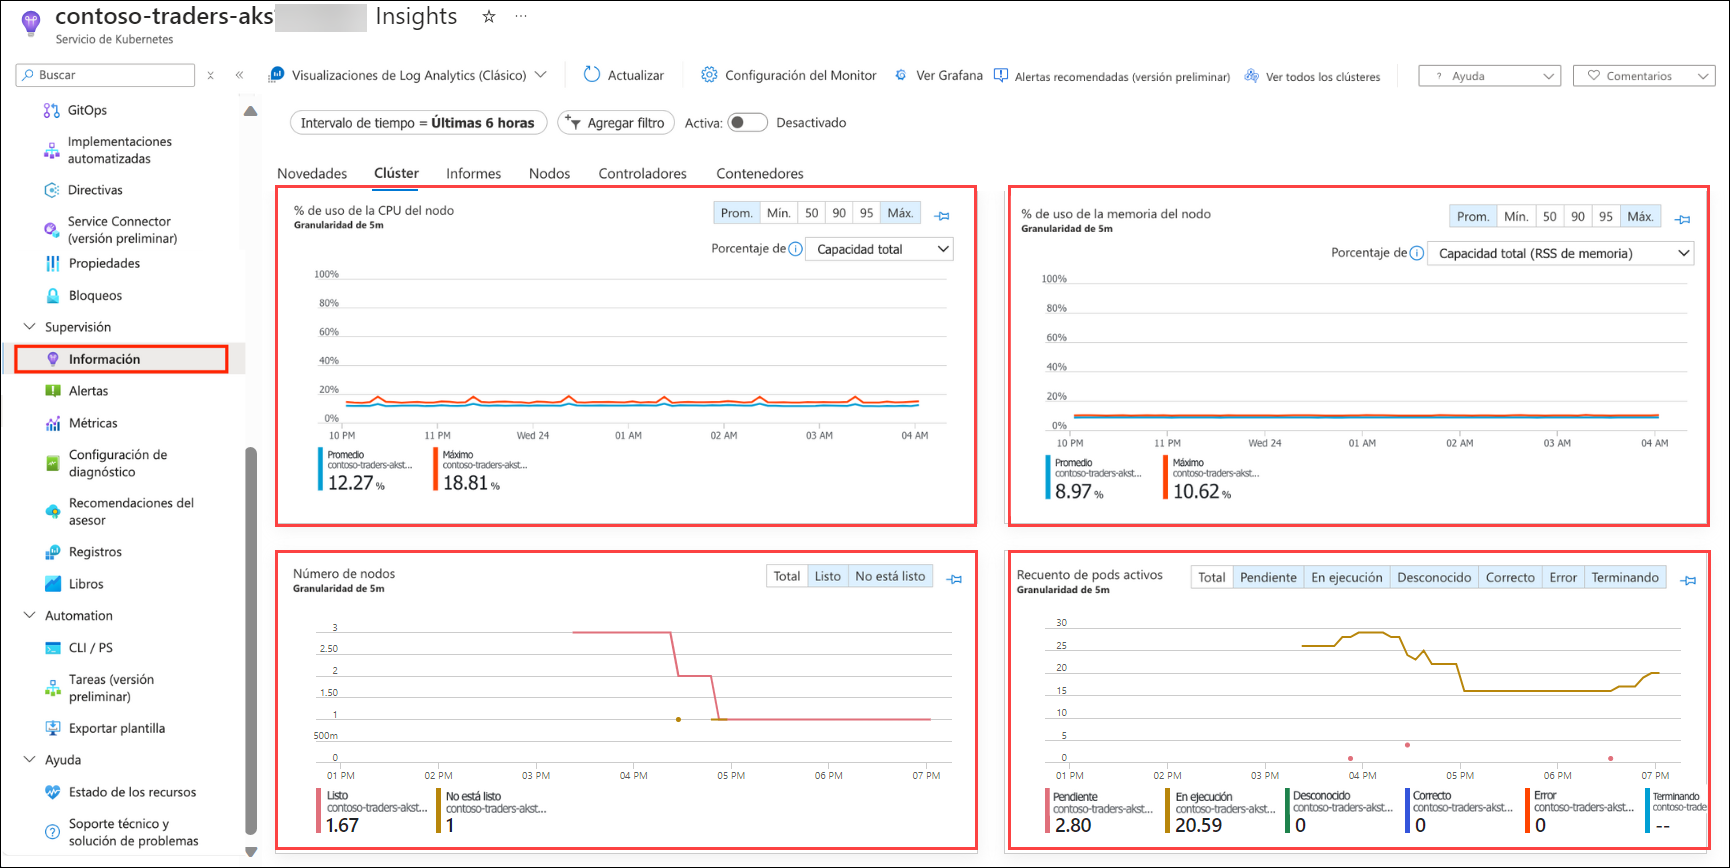 contoso-traders-aks Insights
Servicio de Kubernetes
Buscar
Visualizaciones de Log Analytics (Clásico)
Actualizar
Configuración del Monitor
Ver Grafana
Alertas recomendadas (versión preliminar)
Ver todos los clústeres
? Ayuda
Comentarios
GitOps
Implementaciones
automatizadas
Directivas
Service Connector
(versión preliminar)
Propiedades
Bloqueos
Supervisión
Información
Alertas
Métricas
Configuración de
diagnóstico
Recomendaciones del
asesor
Registros
Libros
Automation
CLI / PS
Tareas (versión
preliminar)
Exportar plantilla
Ayuda
Estado de los recursos
Soporte técnico y
solución de problemas
Intervalo de tiempo = Últimas 6 horas
Agregar filtro
Activa:
Desactivado
Novedades Clúster Informes Nodos Controladores Contenedores
% de uso de la CPU del nodo
Granularidad de 5m
Prom. Mín. 50 90 95 Máx.
Porcentaje de Capacidad total
100%
80%
60%
40%
20%
0%
10 PM 11 PM Wed 24 01 AM 02 AM 03 AM 04 AM
Promedio
contoso-traders-akst...
12.27 %
Máximo
contoso-traders-akst...
18.81 %
% de uso de la memoria del nodo
Granularidad de 5m
Prom. Mín. 50 90 95 Máx.
Porcentaje de Capacidad total (RSS de memoria)
100%
80%
60%
40%
20%
0%
10 PM 11 PM Wed 24 01 AM 02 AM 03 AM 04 AM
Promedio
contoso-traders-akst...
8.97 %
Máximo
contoso-traders-akst...
10.62 %
Número de nodos
Granularidad de 5m
Total Listo No está listo
3
2.50
2
1.50
1
500m
0
01 PM 02 PM 03 PM 04 PM 05 PM 06 PM 07 PM
Listo
contoso-traders-akst...
1.67
No está listo
contoso-traders-akst...
1
Recuento de pods activos
Granularidad de 5m
Total Pendiente En ejecución Desconocido Correcto Error Terminando
30
25
20
15
10
5
0
01 PM 02 PM 03 PM 04 PM 05 PM 06 PM 07 PM
Pendiente
contoso-traders-akst...
2.80
En ejecución
contoso-traders-akst...
20.59
Desconocido
contoso-traders-akst...
0
Correcto
contoso-traders-akst...
0
Error
contoso-traders-akst...
0
Terminando
contoso-trade
--